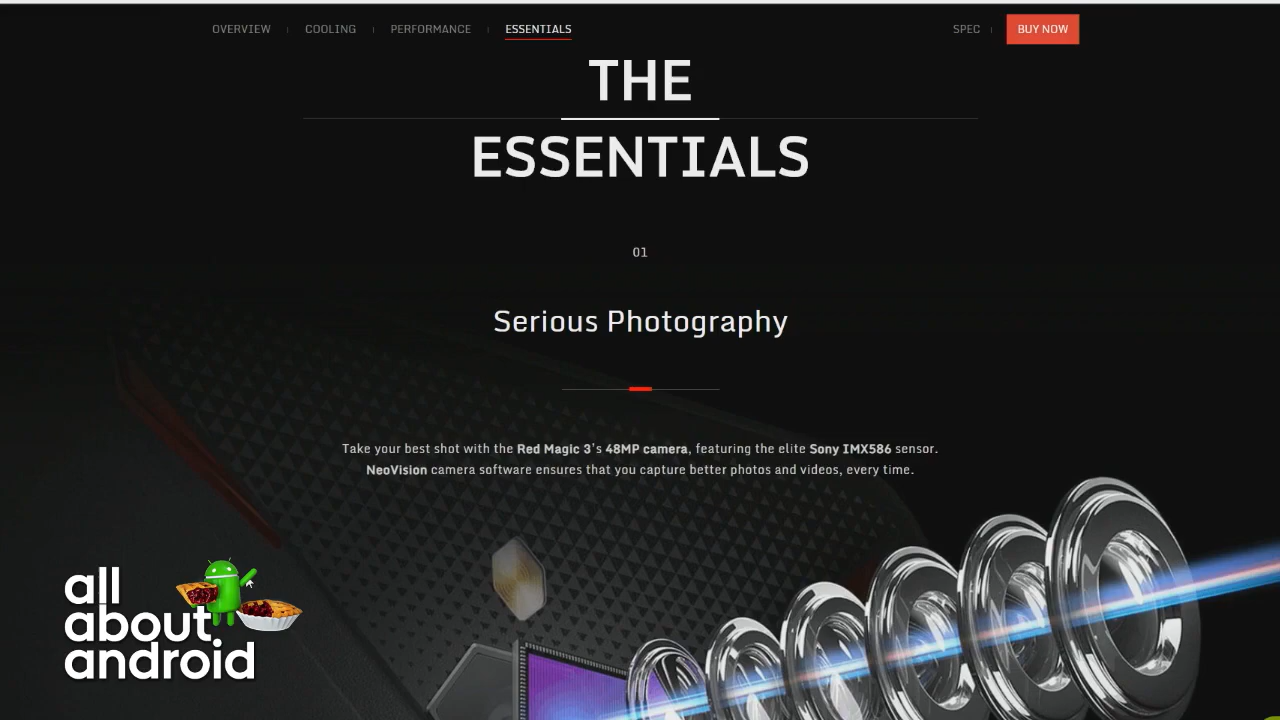 OVERVIEW COOLING PERFORMANCE ESSENTIALS SPEC BUY NOW
THE
ESSENTIALS
01
Serious Photography
Take your best shot with the Red Magic 3's 48MP camera, featuring the elite Sony IMX586 sensor.
NeoVision camera software ensures that you capture better photos and videos, every time.
all
about
android